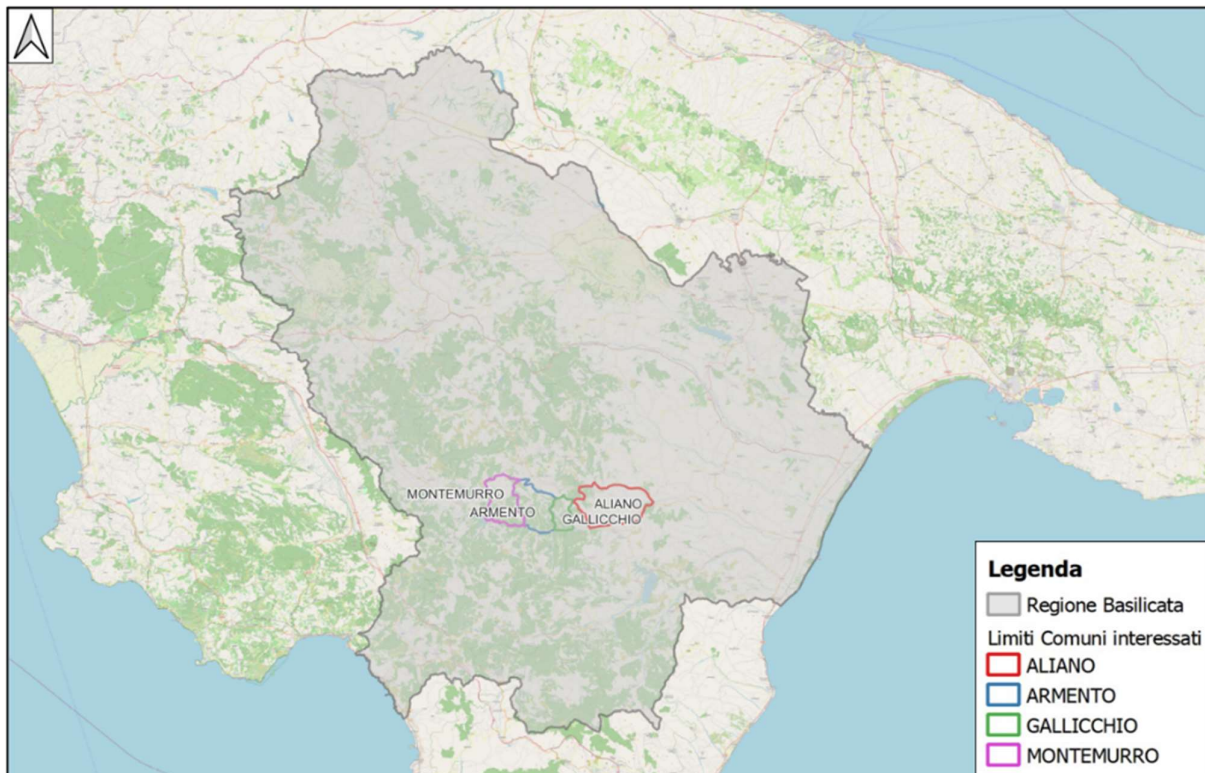 MONTEMURRO
ARMENTO
ALIANO
GALLICCHIO
Legenda
Regione Basilicata
Limiti Comuni interessati
ALIANO
ARMENTO
GALLICCHIO
MONTEMURRO